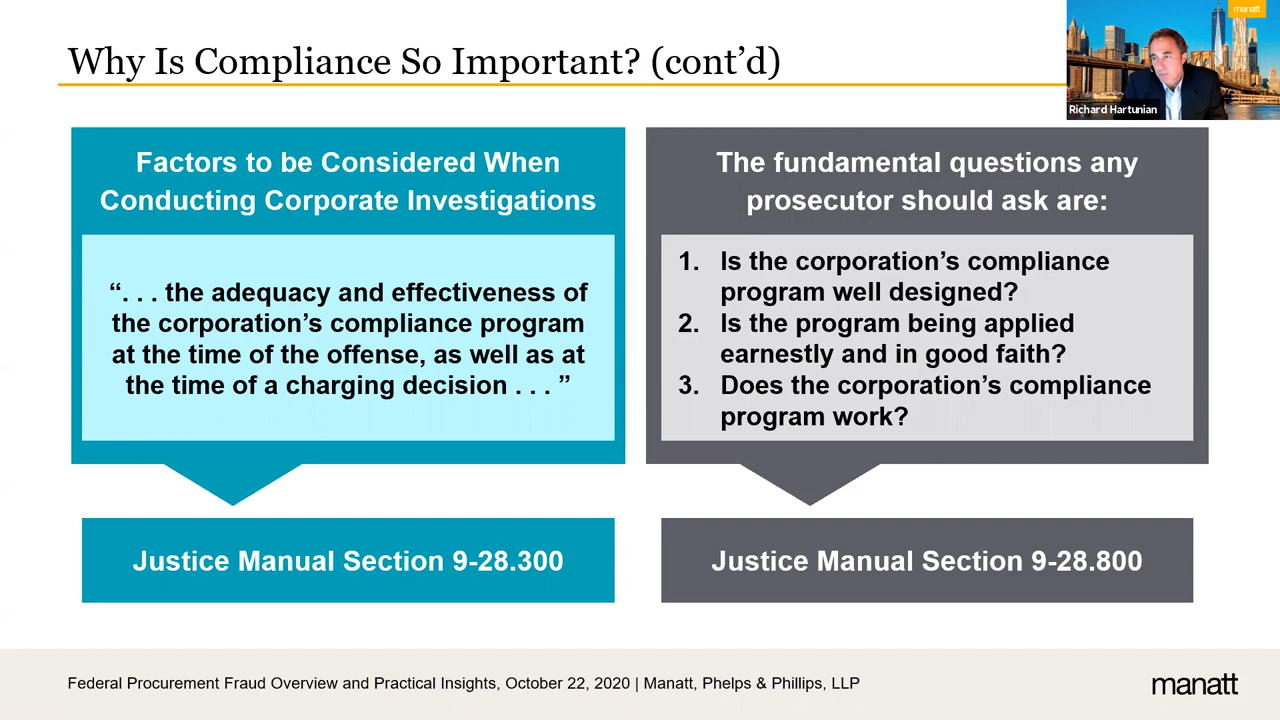 Why Is Compliance So Important? (cont’d)
manatt
Richard Hartunian
Factors to be Considered When
Conducting Corporate Investigations
“. . . the adequacy and effectiveness of
the corporation’s compliance program
at the time of the offense, as well as at
the time of a charging decision . . . ”
Justice Manual Section 9-28.300
The fundamental questions any
prosecutor should ask are:
1. Is the corporation’s compliance
program well designed?
2. Is the program being applied
earnestly and in good faith?
3. Does the corporation’s compliance
program work?
Justice Manual Section 9-28.800
Federal Procurement Fraud Overview and Practical Insights, October 22, 2020 | Manatt, Phelps & Phillips, LLP
manatt